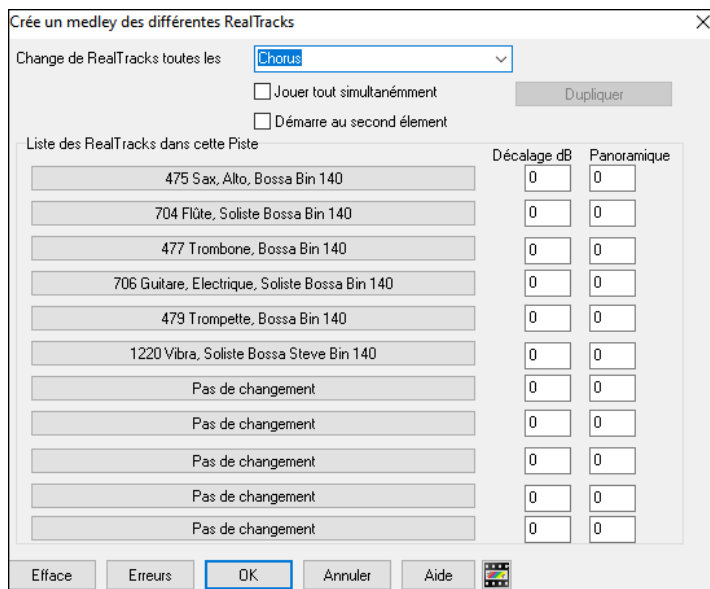 Crée un medley des différentes RealTracks
Change de RealTracks toutes les Chorus
Jouer tout simultanémment Dupliquer
Démarre au second élement
Liste des RealTracks dans cette Piste Décalage dB Panoramique
475 Sax, Alto, Bossa Bin 140 0 0
704 Flûte, Soliste Bossa Bin 140 0 0
477 Trombone, Bossa Bin 140 0 0
706 Guitare, Electrique, Soliste Bossa Bin 140 0 0
479 Trompette, Bossa Bin 140 0 0
1220 Vibra, Soliste Bossa Steve Bin 140 0 0
Pas de changement 0 0
Pas de changement 0 0
Pas de changement 0 0
Pas de changement 0 0
Pas de changement 0 0
Efface Erreurs OK Annuler Aide